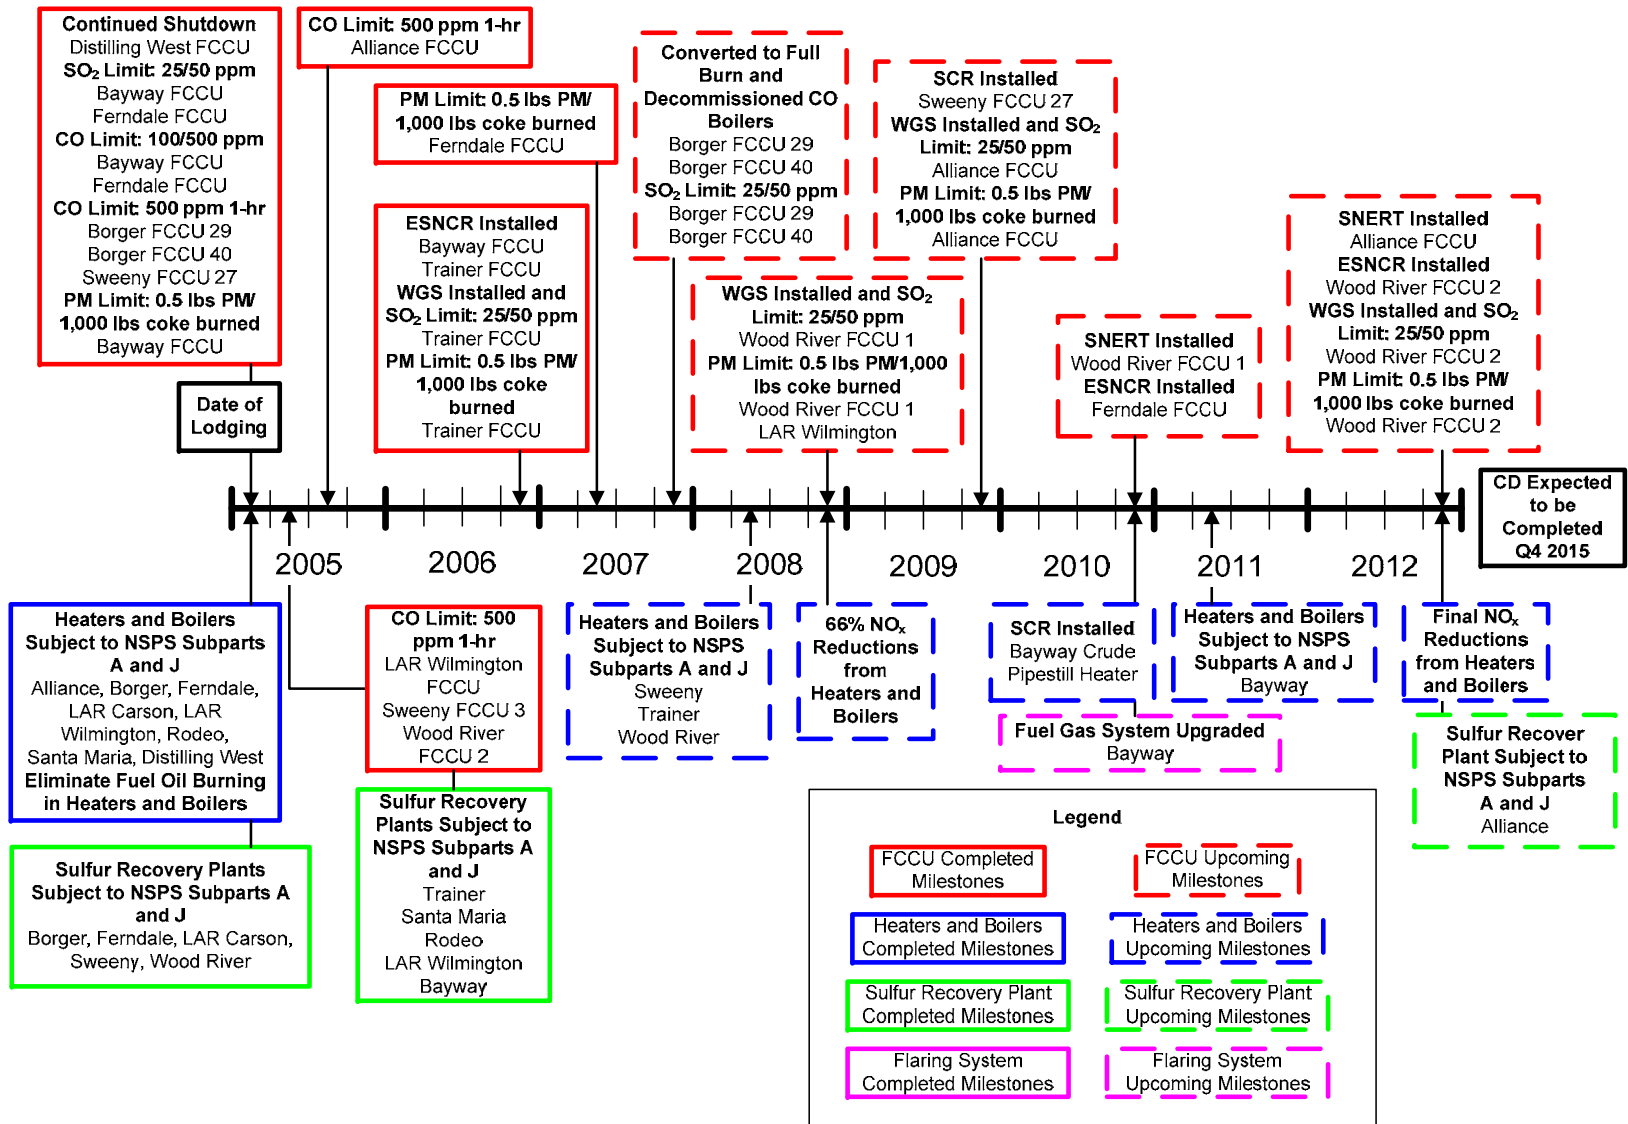 Continued Shutdown
Distilling West FCCU
SO₂ Limit: 25/50 ppm
Bayway FCCU
Ferndale FCCU
CO Limit: 100/500 ppm
Bayway FCCU
Ferndale FCCU
CO Limit: 500 ppm 1-hr
Borger FCCU 29
Borger FCCU 40
Sweeny FCCU 27
PM Limit: 0.5 lbs PM/
1,000 lbs coke burned
Bayway FCCU
Date of
Lodging
CO Limit: 500 ppm 1-hr
Alliance FCCU
PM Limit: 0.5 lbs PM/
1,000 lbs coke burned
Ferndale FCCU
ESNCR Installed
Bayway FCCU
Trainer FCCU
WGS Installed and
SO₂ Limit: 25/50 ppm
Trainer FCCU
PM Limit: 0.5 lbs PM/
1,000 lbs coke
burned
Trainer FCCU
Converted to Full
Burn and
Decommissioned CO
Boilers
Borger FCCU 29
Borger FCCU 40
SO₂ Limit: 25/50 ppm
Borger FCCU 29
Borger FCCU 40
WGS Installed and SO₂
Limit: 25/50 ppm
Wood River FCCU 1
PM Limit: 0.5 lbs PM/1,000
lbs coke burned
Wood River FCCU 1
LAR Wilmington
SCR Installed
Sweeny FCCU 27
WGS Installed and SO₂
Limit: 25/50 ppm
Alliance FCCU
PM Limit: 0.5 lbs PM/
1,000 lbs coke burned
Alliance FCCU
SNERT Installed
Wood River FCCU 1
ESNCR Installed
Ferndale FCCU
SNERT Installed
Alliance FCCU
ESNCR Installed
Wood River FCCU 2
WGS Installed and SO₂
Limit: 25/50 ppm
Wood River FCCU 2
PM Limit: 0.5 lbs PM/
1,000 lbs coke burned
Wood River FCCU 2
CD Expected
to be
Completed
Q4 2015
2005 2006 2007 2008 2009 2010 2011 2012
Heaters and Boilers
Subject to NSPS Subparts
A and J
Alliance, Borger, Ferndale,
LAR Carson, LAR
Wilmington, Rodeo,
Santa Maria, Distilling West
Eliminate Fuel Oil Burning
in Heaters and Boilers
Sulfur Recovery Plants
Subject to NSPS Subparts A
and J
Borger, Ferndale, LAR Carson,
Sweeny, Wood River
CO Limit: 500
ppm 1-hr
LAR Wilmington
FCCU
Sweeny FCCU 3
Wood River
FCCU 2
Sulfur Recovery
Plants Subject to
NSPS Subparts A
and J
Trainer
Santa Maria
Rodeo
LAR Wilmington
Bayway
Heaters and Boilers
Subject to NSPS
Subparts A and J
Sweeny
Trainer
Wood River
66% NOₓ
Reductions
from
Heaters and
Boilers
SCR Installed
Bayway Crude
Pipestill Heater
Fuel Gas System Upgraded
Bayway
Heaters and Boilers
Subject to NSPS
Subparts A and J
Bayway
Final NOₓ
Reductions
from Heaters
and Boilers
Sulfur Recover
Plant Subject to
NSPS Subparts
A and J
Alliance
Legend
FCCU Completed
Milestones
FCCU Upcoming
Milestones
Heaters and Boilers
Completed Milestones
Heaters and Boilers
Upcoming Milestones
Sulfur Recovery Plant
Completed Milestones
Sulfur Recovery Plant
Upcoming Milestones
Flaring System
Completed Milestones
Flaring System
Upcoming Milestones